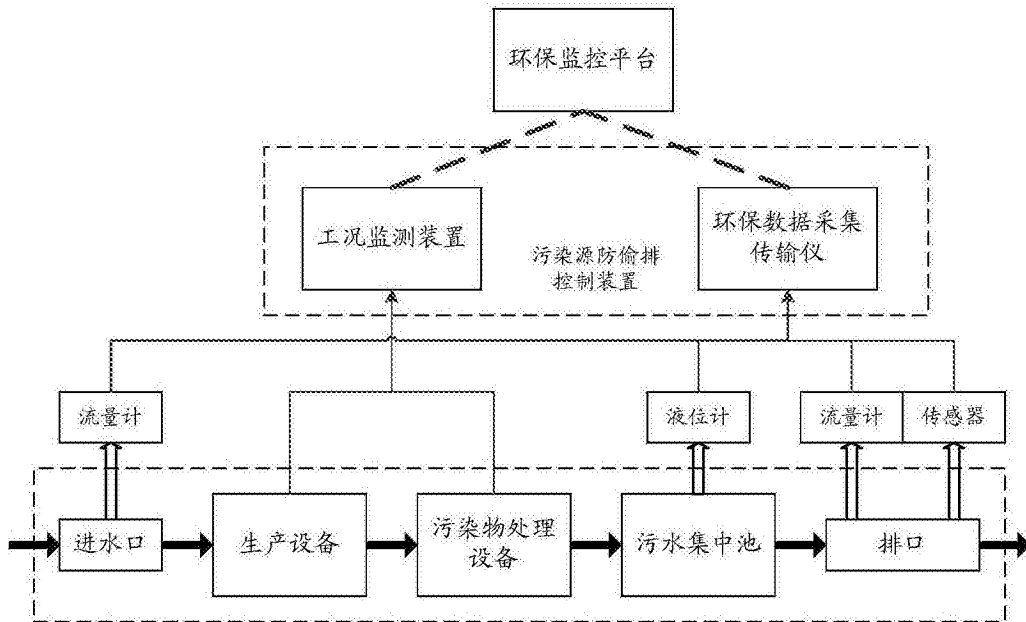 环保监控平台
工况监测装置
环保数据采集
传输仪
污染源防偷排
控制装置
流量计
液位计
流量计
传感器
进水口
生产设备
污染物处理
设备
污水集中池
排口